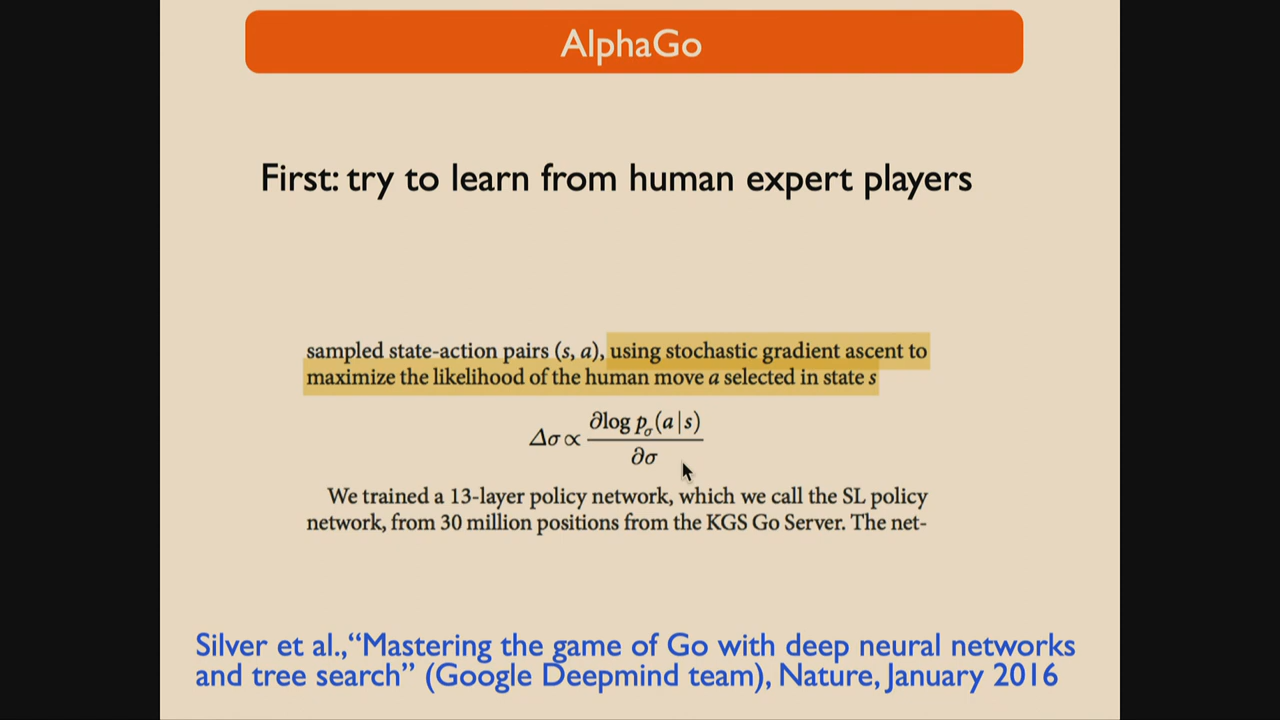 AlphaGo
First: try to learn from human expert players
sampled state-action pairs (s, a), using stochastic gradient ascent to
maximize the likelihood of the human move a selected in state s
Δσ ∝ ∂log pσ(a|s) / ∂σ
We trained a 13-layer policy network, which we call the SL policy
network, from 30 million positions from the KGS Go Server. The net-
Silver et al.,“Mastering the game of Go with deep neural networks
and tree search” (Google Deepmind team), Nature, January 2016